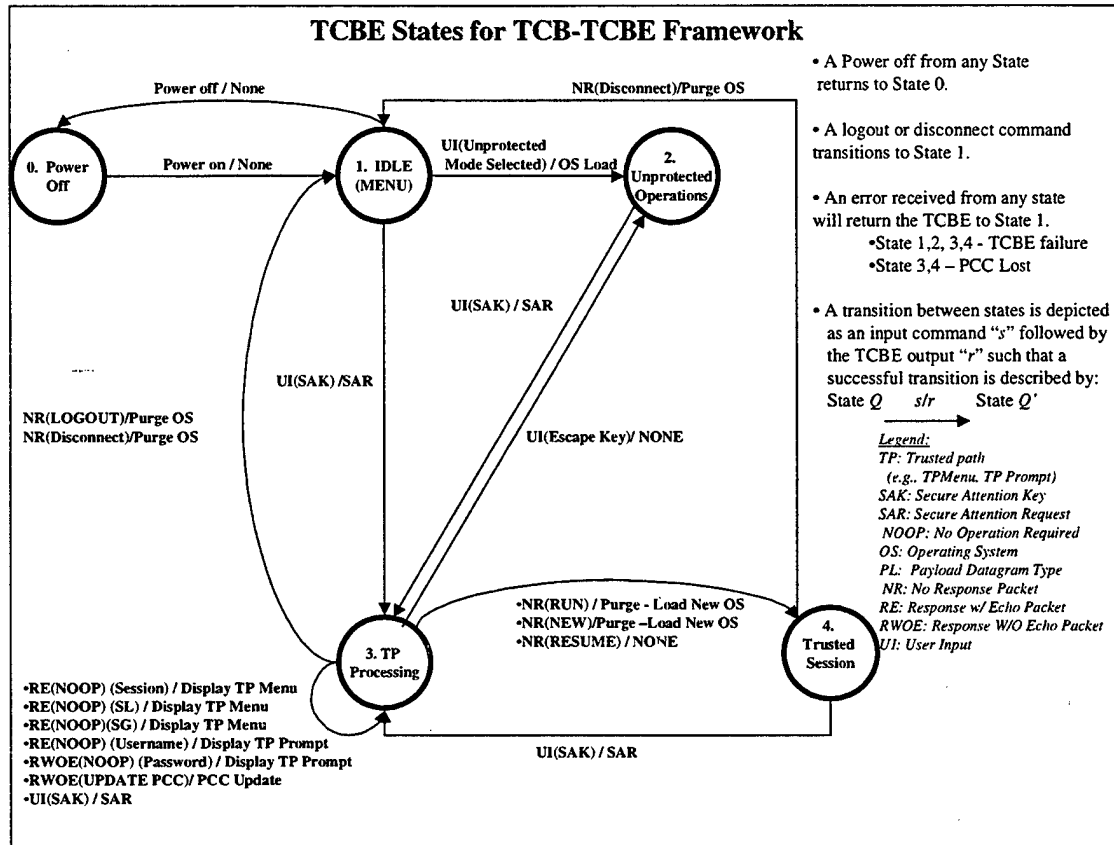 TCBE States for TCB-TCBE Framework
Power off / None
NR(Disconnect)/Purge OS
0. Power
Off
Power on / None
1. IDLE
(MENU)
UI(Unprotected
Mode Selected) / OS Load
2.
Unprotected
Operations
• A Power off from any State
returns to State 0.
• A logout or disconnect command
transitions to State 1.
• An error received from any state
will return the TCBE to State 1.
•State 1,2, 3,4 - TCBE failure
•State 3,4 – PCC Lost
• A transition between states is depicted
as an input command “s” followed by
the TCBE output “r” such that a
successful transition is described by:
State Q s/r State Q’
Legend:
TP: Trusted path
(e.g., TPMenu, TP Prompt)
SAK: Secure Attention Key
SAR: Secure Attention Request
NOOP: No Operation Required
OS: Operating System
PL: Payload Datagram Type
NR: No Response Packet
RE: Response w/ Echo Packet
RWOE: Response W/O Echo Packet
UI: User Input
UI(SAK) / SAR
UI(SAK) /SAR
UI(Escape Key)/ NONE
NR(LOGOUT)/Purge OS
NR(Disconnect)/Purge OS
•NR(RUN) / Purge - Load New OS
•NR(NEW)/Purge –Load New OS
•NR(RESUME) / NONE
3. TP
Processing
4.
Trusted
Session
•RE(NOOP) (Session) / Display TP Menu
•RE(NOOP) (SL) / Display TP Menu
•RE(NOOP)(SG) / Display TP Menu
•RE(NOOP) (Username) / Display TP Prompt
•RWOE(NOOP) (Password) / Display TP Prompt
•RWOE(UPDATE PCC)/ PCC Update
•UI(SAK) / SAR
UI(SAK) / SAR